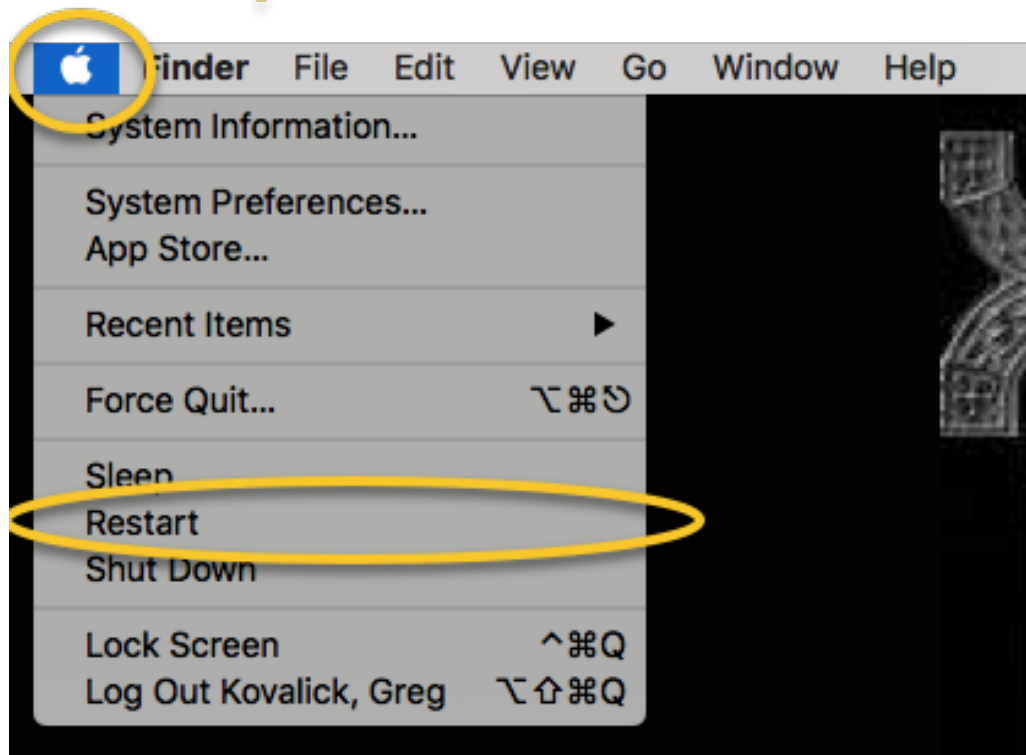 Finder File Edit View Go Window Help
System Information...
System Preferences...
App Store...
Recent Items ▶
Force Quit... ⌥⌘⎋
Sleep
Restart
Shut Down
Lock Screen ^⌘Q
Log Out Kovalick, Greg ⌥⇧⌘Q